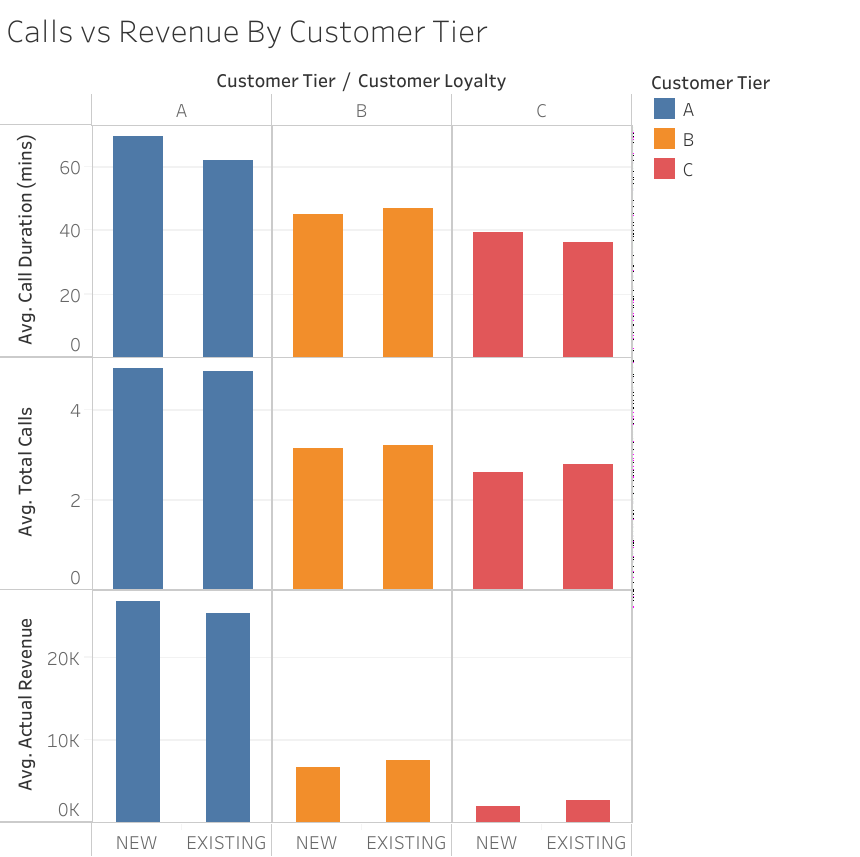 Calls vs Revenue By Customer Tier
Customer Tier / Customer Loyalty
Customer Tier
A
B
C
A
B
C
Avg. Call Duration (mins)
60
40
20
0
Avg. Total Calls
4
2
0
Avg. Actual Revenue
20K
10K
0K
NEW EXISTING NEW EXISTING NEW EXISTING